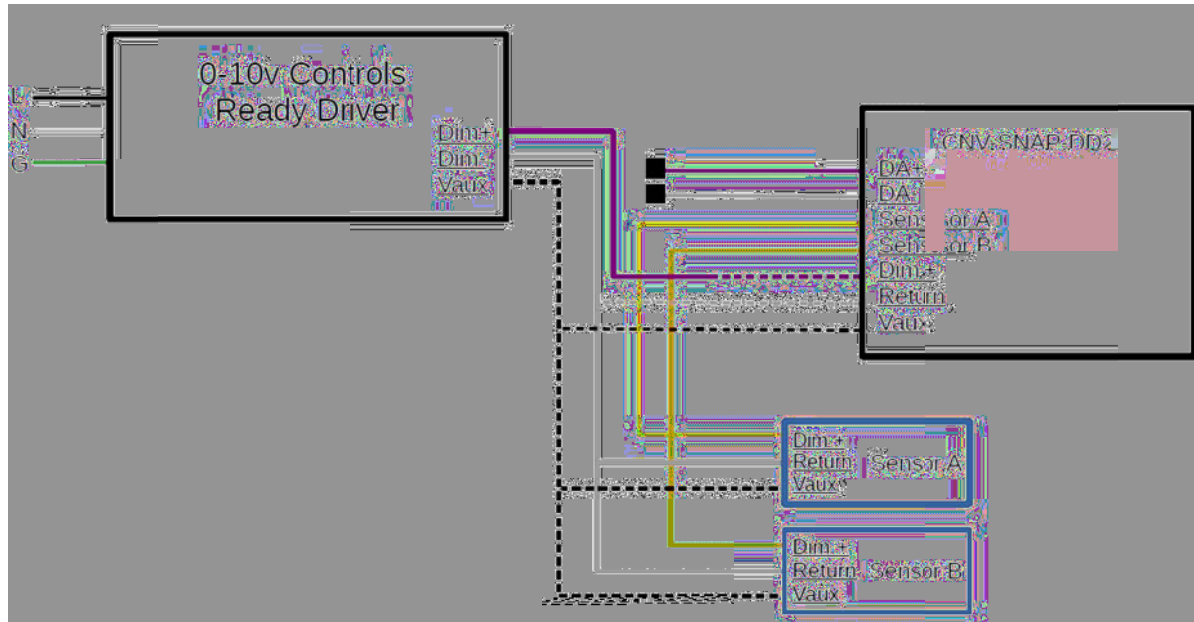 0-10v Controls
Ready Driver
L
N
G
Dim+
Dim-
Vaux
CNV-SNAP-DD2
DA+
DA-
Sensor A
Sensor B
Dim+
Return
Vaux
Dim +
Return
Vaux
Sensor A
Dim +
Return
Vaux
Sensor B